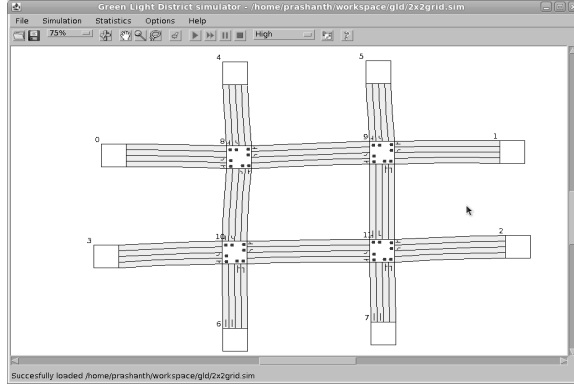 Green Light District simulator - /home/prashanth/workspace/gld/2x2grid.sim
File Simulation Statistics Options Help
75% High
4 5
0 8 9 1
3 10 11 2
6 7
Succesfully loaded /home/prashanth/workspace/gld/2x2grid.sim